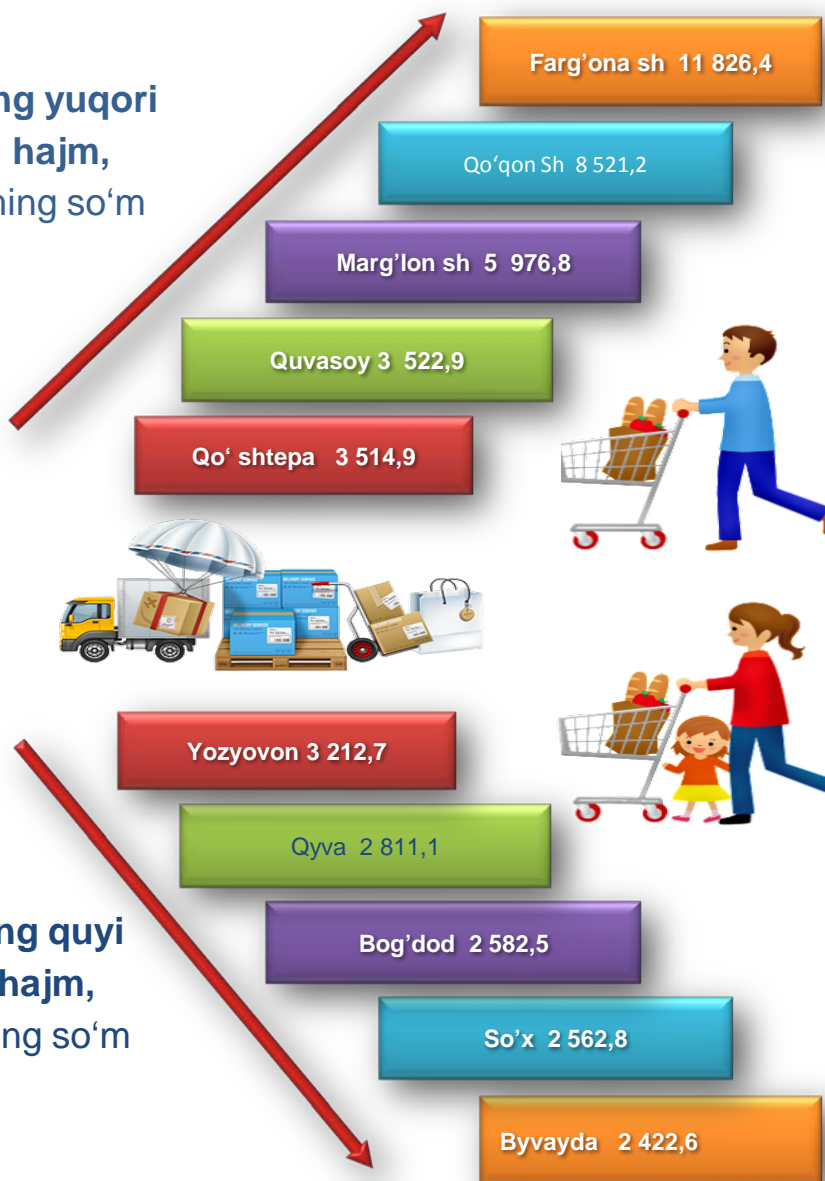 Farg’ona sh 11 826,4
ng yuqori
hajm,
ning so‘m
Qo‘qon Sh 8 521,2
Marg’lon sh 5 976,8
Quvasoy 3 522,9
Qo‘ shtepa 3 514,9
Yozyovon 3 212,7
Qyva 2 811,1
ng quyi
hajm,
ng so‘m
Bog’dod 2 582,5
So’x 2 562,8
Byvayda 2 422,6